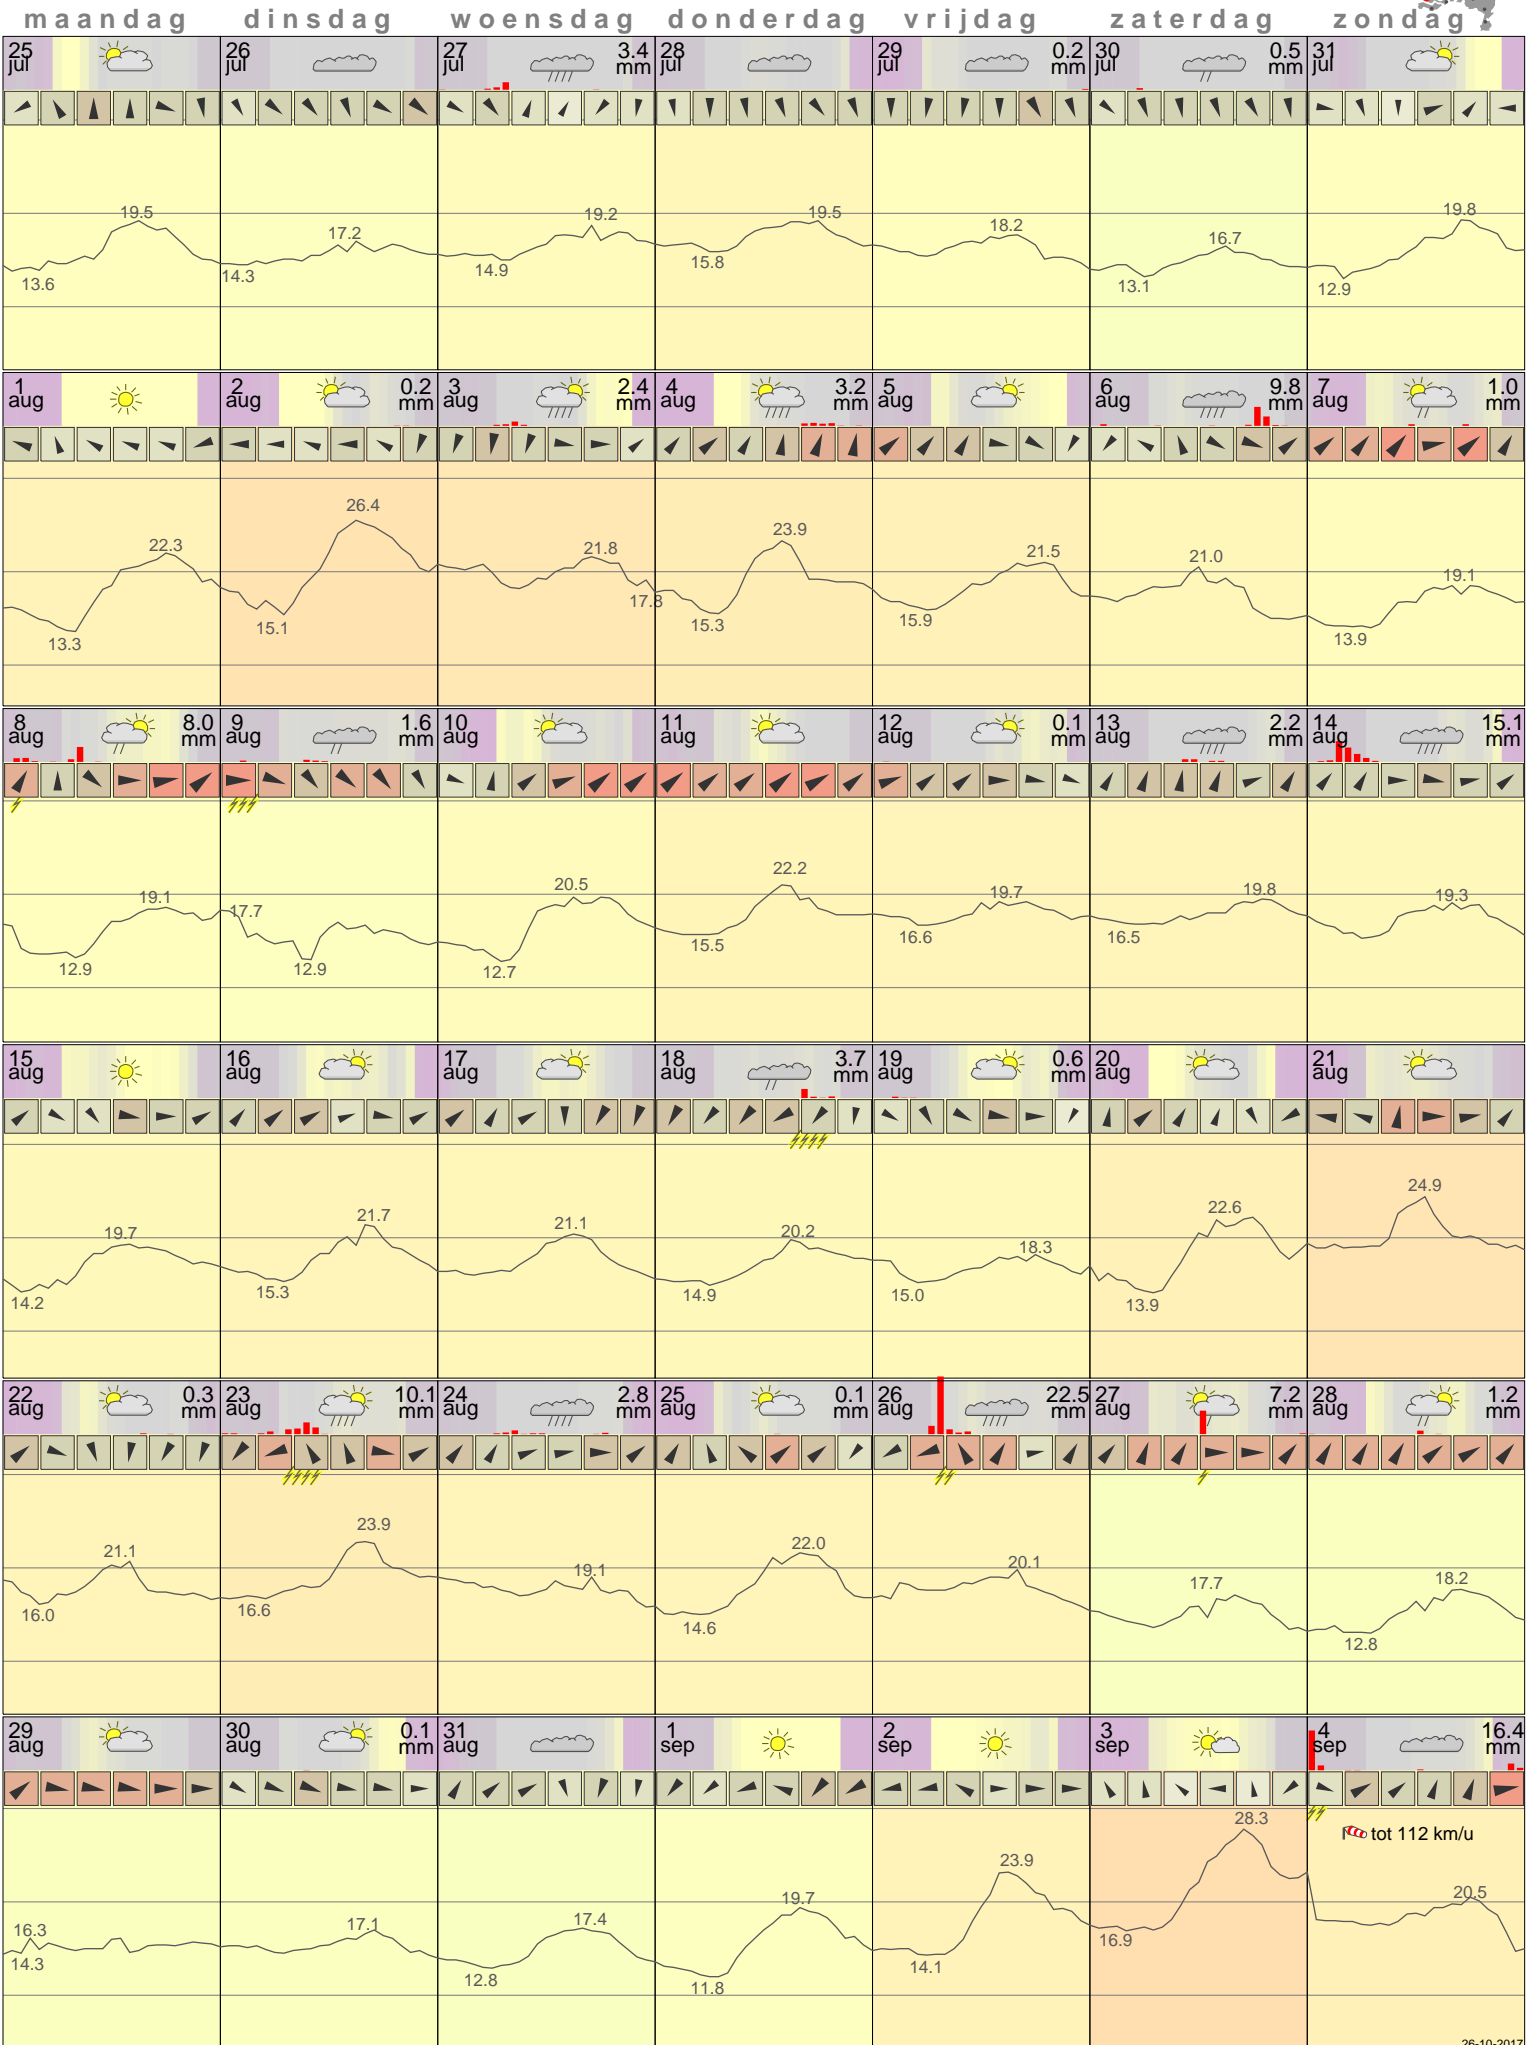 maandag dinsdag woensdag donderdag vrijdag zaterdag zondag
25 26 27 3.4 28 29 0.2 30 0.5 31
jul jul jul mm jul jul mm jul mm jul
19.5 17.2 19.2 19.5 18.2 16.7 19.8
13.6 14.3 14.9 15.8 13.1 12.9
1 2 0.2 3 2.4 4 3.2 5 6 9.8 7 1.0
aug aug mm aug mm aug mm aug aug mm aug mm
22.3 26.4 21.8 23.9 21.5 21.0 19.1
13.3 15.1 17.8 15.3 15.9 13.9
8 8.0 9 1.6 10 11 12 0.1 13 2.2 14 15.1
aug mm aug mm aug aug aug mm aug mm aug mm
19.1 17.7 20.5 22.2 19.7 19.8 19.3
12.9 12.9 12.7 15.5 16.6 16.5
15 16 17 18 3.7 19 0.6 20 21
aug aug aug aug mm aug mm aug aug
19.7 21.7 21.1 20.2 18.3 22.6 24.9
14.2 15.3 14.9 15.0 13.9
22 0.3 23 10.1 24 2.8 25 0.1 26 22.5 27 7.2 28 1.2
aug mm aug mm aug mm aug mm aug mm aug mm aug mm
21.1 23.9 19.1 22.0 20.1 17.7 18.2
16.0 16.6 14.6 12.8
29 30 0.1 31 1 2 3 4 16.4
aug aug mm aug sep sep sep sep mm
tot 112 km/u
16.3 17.1 17.4 19.7 23.9 28.3 20.5
14.3 12.8 11.8 14.1 16.9
26-10-2017